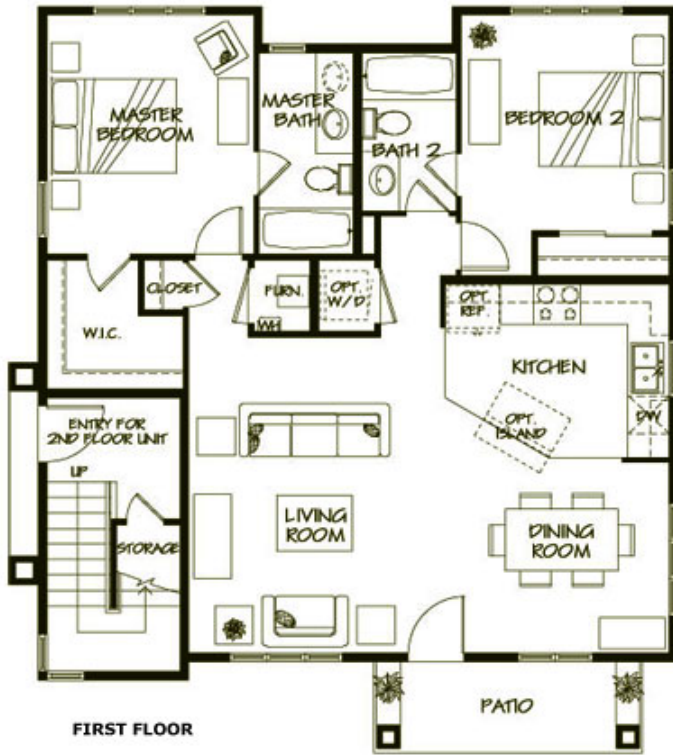 MASTER
BEDROOM
MASTER
BATH
BATH 2
BEDROOM 2
CLOSET
FURN.
WH
OPT.
W/D
OPT.
REF.
W.I.C.
KITCHEN
OPT.
ISLAND
DW
ENTRY FOR
2ND FLOOR UNIT
UP
STORAGE
LIVING
ROOM
DINING
ROOM
PATIO
FIRST FLOOR